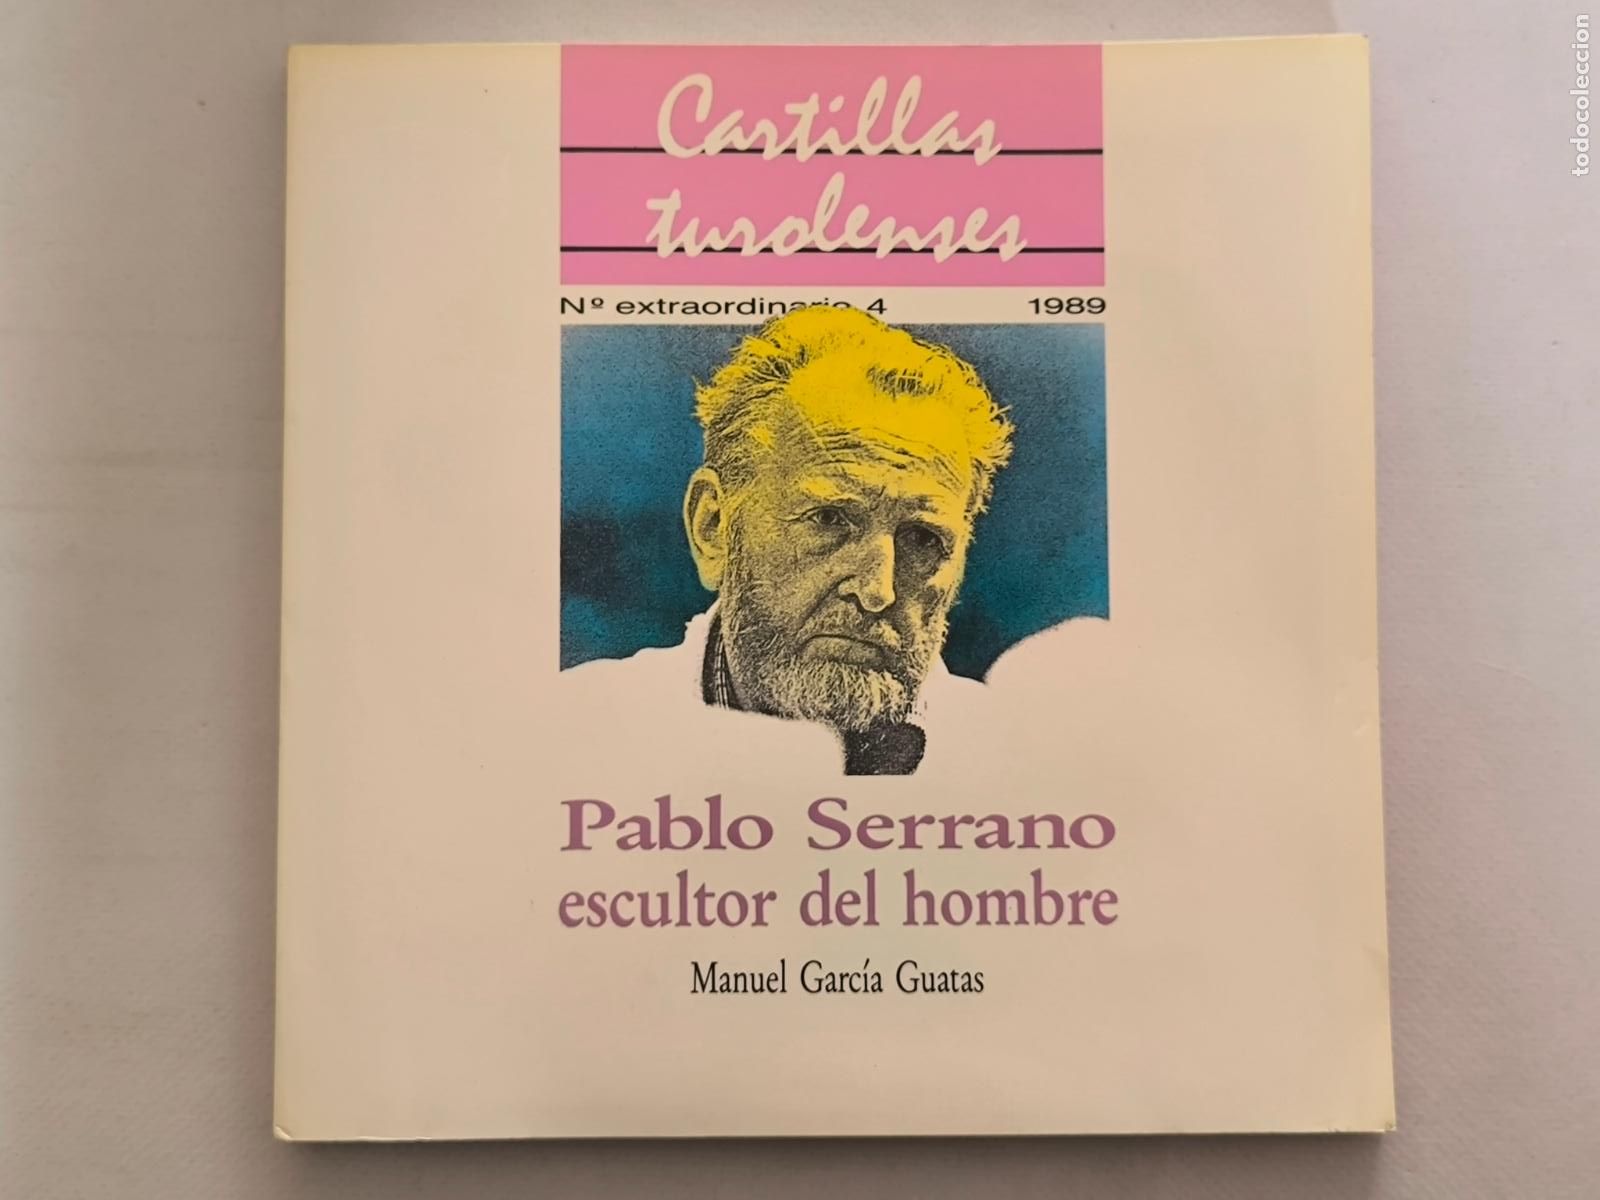 Cartillas
turolenses
Nº extraordinario 4 1989
Pablo Serrano
escultor del hombre
Manuel García Guatas
todocoleccion